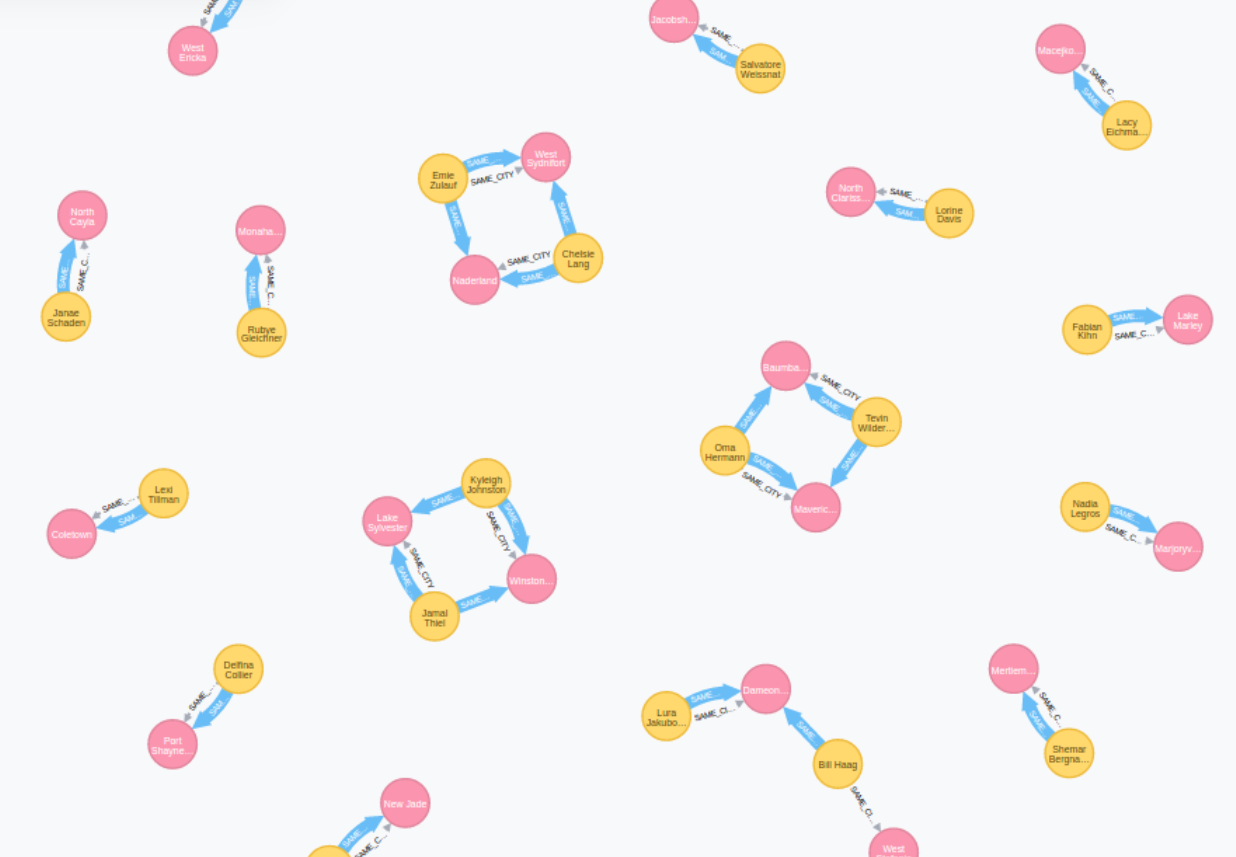 SAM
SAM
West
Ericka
Jacobsh...
SAME_...
SAM...
Salvatore
Weissnat
Macejko...
SAME_C...
SAME...
Lacy
Eichma...
Emie
Zulauf
SAME_...
SAME_CITY
West
Sydnifort
SAME...
SAME...
Naderland
SAME_CITY
SAME...
Chelsie
Lang
North
Clariss...
SAME_...
SAM...
Lorine
Davis
North
Cayla
SAME...
SAME_C...
Janae
Schaden
Monaha...
SAME...
SAME_C...
Rubye
Gleichner
Fabian
Kihn
SAME...
SAME_C...
Lake
Marley
Baumba...
SAME_CITY
SAME...
SAME...
Tevin
Wilder...
Oma
Hermann
SAME_...
SAME_CITY
SAME...
Maveric...
Lexi
Tillman
SAME_...
SAM...
Coletown
Kyleigh
Johnston
SAME...
Lake
Sylvester
SAME_...
SAME_CITY
SAME_CITY
SAME...
Winston...
SAME...
Jamal
Thiel
Nadia
Legros
SAME...
SAME_C...
Marjoryv...
Delfina
Collier
SAME_...
SAM...
Port
Shayne...
Lura
Jakubo...
SAME...
SAME_CI...
Dameon...
SAME...
Bill Haag
SAME_CI...
West
Mertiem...
SAME_C...
SAME...
Shemar
Bergna...
New Jade
SAME...
SAME_C...